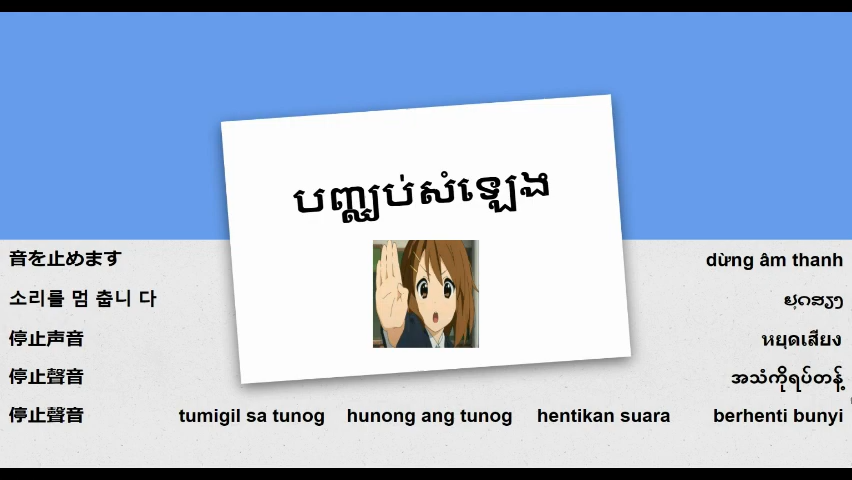 បញ្ឈប់សំឡេង
音を止めます
dừng âm thanh
소리를 멈 춥니 다
ຢຸດສຽງ
停止声音
หยุดเสียง
停止聲音
အသံကိုရပ်တန့်
停止聲音 tumigil sa tunog hunong ang tunog hentikan suara berhenti bunyi